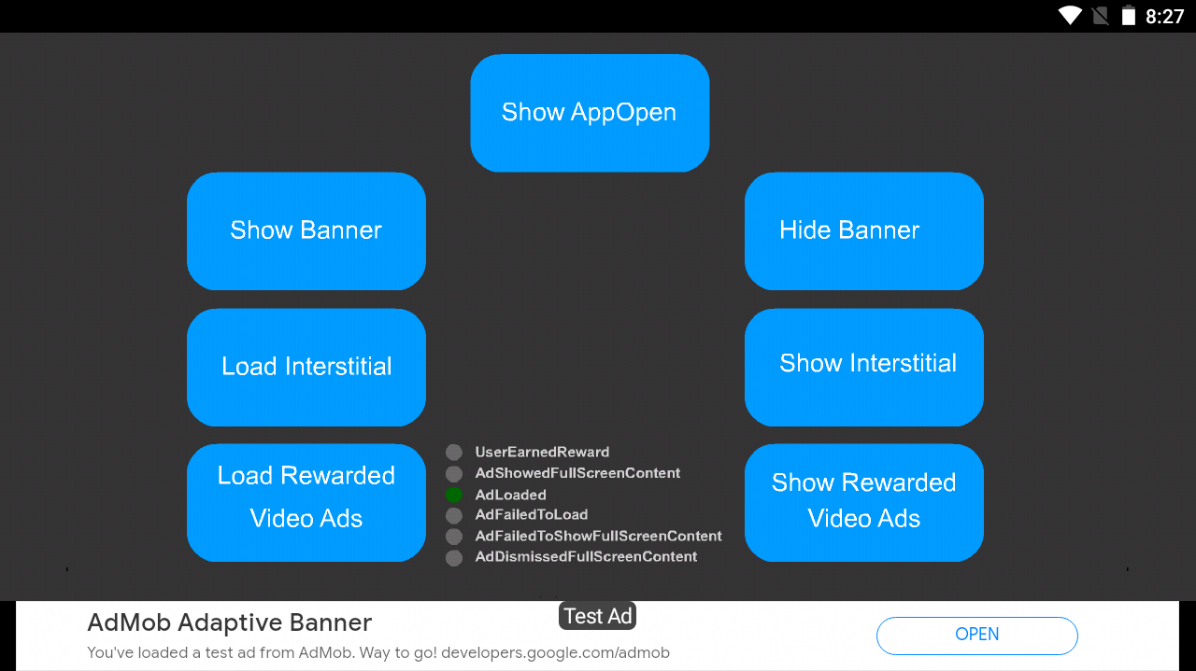 8:27
Show AppOpen
Show Banner
Hide Banner
Load Interstitial
Show Interstitial
Load Rewarded
Video Ads
UserEarnedReward
AdShowedFullScreenContent
AdLoaded
AdFailedToLoad
AdFailedToShowFullScreenContent
AdDismissedFullScreenContent
Show Rewarded
Video Ads
Test Ad
AdMob Adaptive Banner
You've loaded a test ad from AdMob. Way to go! developers.google.com/admob
OPEN